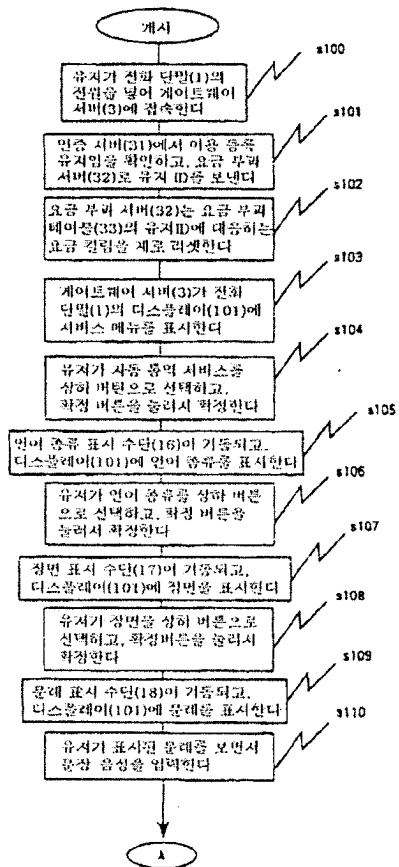 개시
s100
유저가 전화 단말(1)의
전원을 넣어 게이트웨이
서버(3)에 접속한다
s101
인증 서버(31)에서 이용 등록
유저임을 확인하고, 요금 부과
서버(32)로 유저 ID를 보낸다
s102
요금 부과 서버(32)는 요금 부과
테이블(33)의 유저ID에 대응하는
요금 컬럼을 제로 리셋한다
s103
게이트웨이 서버(3)가 전화
단말(1)의 디스플레이(101)에
서비스 메뉴를 표시한다
s104
유저가 자동 통역 서비스를
상하 버튼으로 선택하고,
확정 버튼을 눌러서 확정한다
s105
언어 종류 표시 수단(16)이 기동되고,
디스플레이(101)에 언어 종류를 표시한다
s106
유저가 언어 종류를 상하 버튼
으로 선택하고, 확정 버튼을
눌러서 확정한다
s107
장면 표시 수단(17)이 기동되고,
디스플레이(101)에 장면을 표시한다
s108
유저가 장면을 상하 버튼으로
선택하고, 확정버튼을 눌러서
확정한다
s109
문례 표시 수단(18)이 기동되고,
디스플레이(101)에 문례를 표시한다
s110
유저가 표시된 문례를 보면서
문장 음성을 입력한다
A